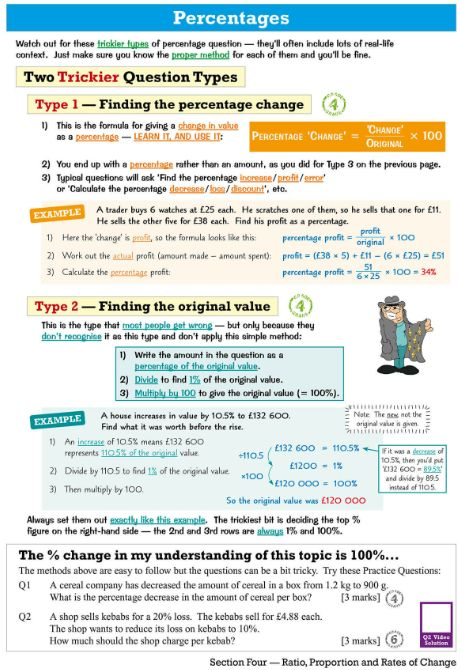 Percentages
Watch out for these trickier types of percentage question — they'll often include lots of real-life
context. Just make sure you know the proper method for each of them and you'll be fine.
Two Trickier Question Types
Type 1 — Finding the percentage change
GRADE 4
1) This is the formula for giving a change in value
as a percentage — LEARN IT, AND USE IT:
PERCENTAGE 'CHANGE' = 'CHANGE' / ORIGINAL × 100
2) You end up with a percentage rather than an amount, as you did for Type 3 on the previous page.
3) Typical questions will ask 'Find the percentage increase/profit/error'
or 'Calculate the percentage decrease/loss/discount', etc.
EXAMPLE
A trader buys 6 watches at £25 each. He scratches one of them, so he sells that one for £11.
He sells the other five for £38 each. Find his profit as a percentage.
1) Here the 'change' is profit, so the formula looks like this:
percentage profit = profit / original × 100
2) Work out the actual profit (amount made – amount spent):
profit = (£38 × 5) + £11 – (6 × £25) = £51
3) Calculate the percentage profit:
percentage profit = 51 / 6 × 25 × 100 = 34%
Type 2 — Finding the original value
GRADE 4
This is the type that most people get wrong — but only because they
don't recognise it as this type and don't apply this simple method:
1) Write the amount in the question as a
percentage of the original value.
2) Divide to find 1% of the original value.
3) Multiply by 100 to give the original value (= 100%).
EXAMPLE
A house increases in value by 10.5% to £132 600.
Find what it was worth before the rise.
Note: The new, not the
original value is given.
1) An increase of 10.5% means £132 600
represents 110.5% of the original value.
2) Divide by 110.5 to find 1% of the original value.
3) Then multiply by 100.
£132 600 = 110.5%
÷110.5
£1200 = 1%
×100
£120 000 = 100%
So the original value was £120 000
If it was a decrease of
10.5%, then you'd put
'£132 600 = 89.5%'
and divide by 89.5
instead of 110.5.
Always set them out exactly like this example. The trickiest bit is deciding the top %
figure on the right-hand side — the 2nd and 3rd rows are always 1% and 100%.
The % change in my understanding of this topic is 100%...
The methods above are easy to follow but the questions can be a bit tricky. Try these Practice Questions:
Q1 A cereal company has decreased the amount of cereal in a box from 1.2 kg to 900 g.
What is the percentage decrease in the amount of cereal per box? [3 marks] 4
Q2 A shop sells kebabs for a 20% loss. The kebabs sell for £4.88 each.
The shop wants to reduce its loss on kebabs to 10%.
How much should the shop charge per kebab? [3 marks] 6
Q2 Video
Solution
Section Four — Ratio, Proportion and Rates of Change